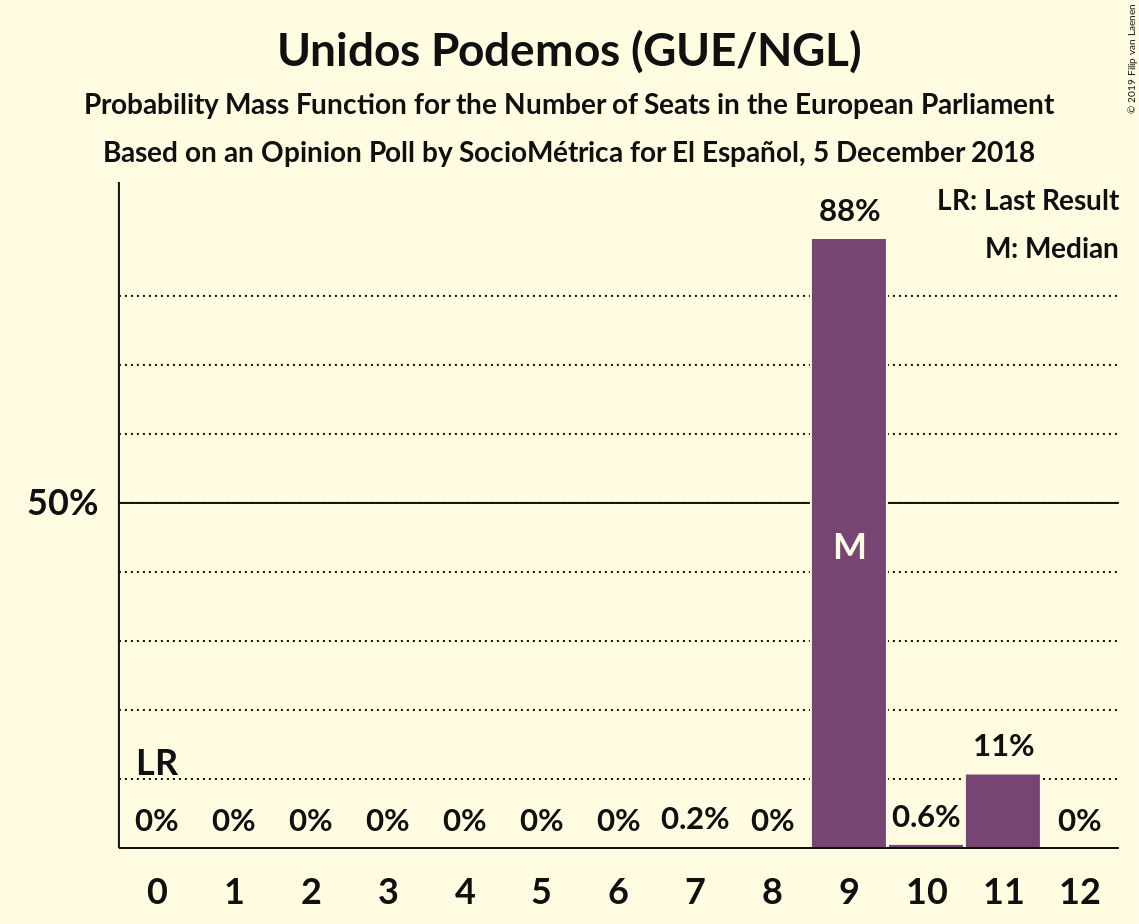 Unidos Podemos (GUE/NGL)
Probability Mass Function for the Number of Seats in the European Parliament
Based on an Opinion Poll by SocioMétrica for El Español, 5 December 2018
© 2019 Filip van Laenen
LR: Last Result
M: Median
88%
50%
M
LR
11%
0% 0% 0% 0% 0% 0% 0% 0.2% 0% 0.6% 0%
0 1 2 3 4 5 6 7 8 9 10 11 12